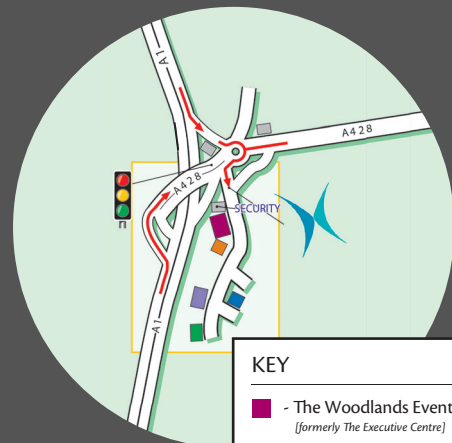 A1
A428
A428
SECURITY
A1
KEY
- The Woodlands Event
[formerly The Executive Centre]